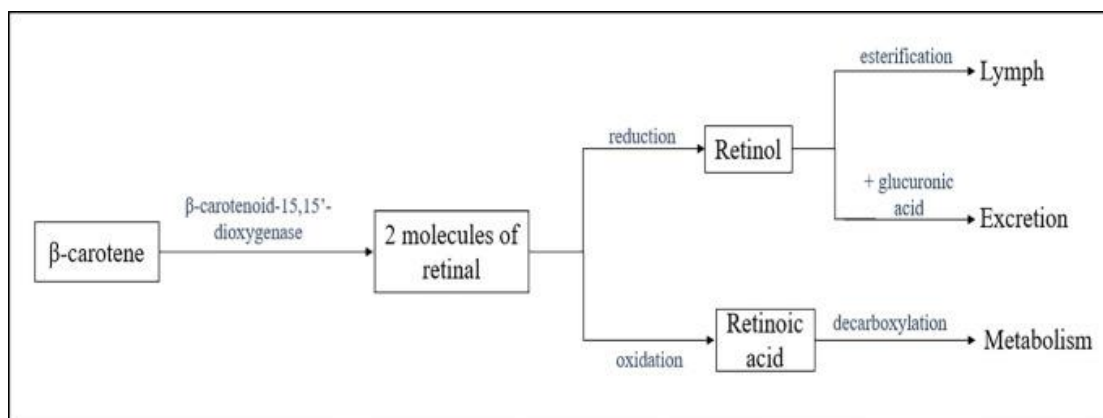 β-carotene
β-carotenoid-15,15’-
dioxygenase
2 molecules of
retinal
reduction
Retinol
esterification
Lymph
+ glucuronic
acid
Excretion
oxidation
Retinoic
acid
decarboxylation
Metabolism